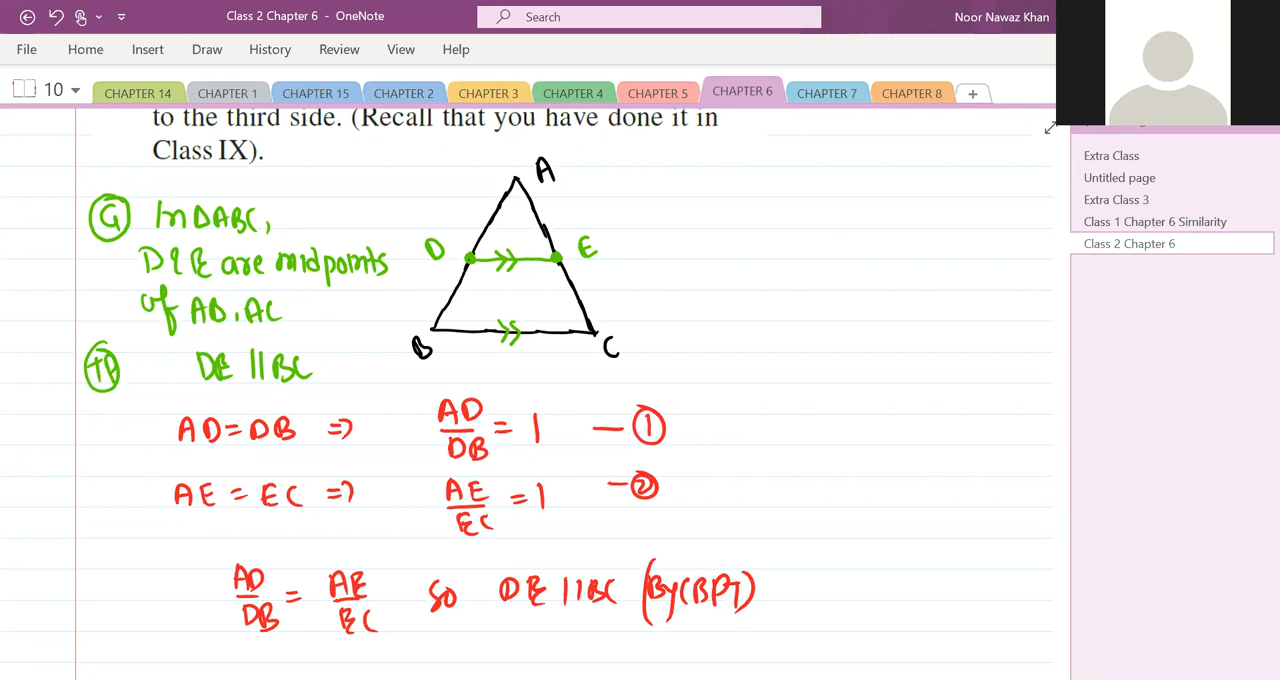 Class 2 Chapter 6 - OneNote
Search
Noor Nawaz Khan
File Home Insert Draw History Review View Help
10 CHAPTER 14 CHAPTER 1 CHAPTER 15 CHAPTER 2 CHAPTER 3 CHAPTER 4 CHAPTER 5 CHAPTER 6 CHAPTER 7 CHAPTER 8 +
to the third side. (Recall that you have done it in
Class IX).
Extra Class
Untitled page
Extra Class 3
Class 1 Chapter 6 Similarity
Class 2 Chapter 6
G In ΔABC,
D & E are midpoints
of AB, AC
TP DE || BC
A
D E
B C
AD = DB => AD/DB = 1 — 1
AE = EC => AE/EC = 1 — 2
AD/DB = AE/EC So DE || BC (By CBPT)